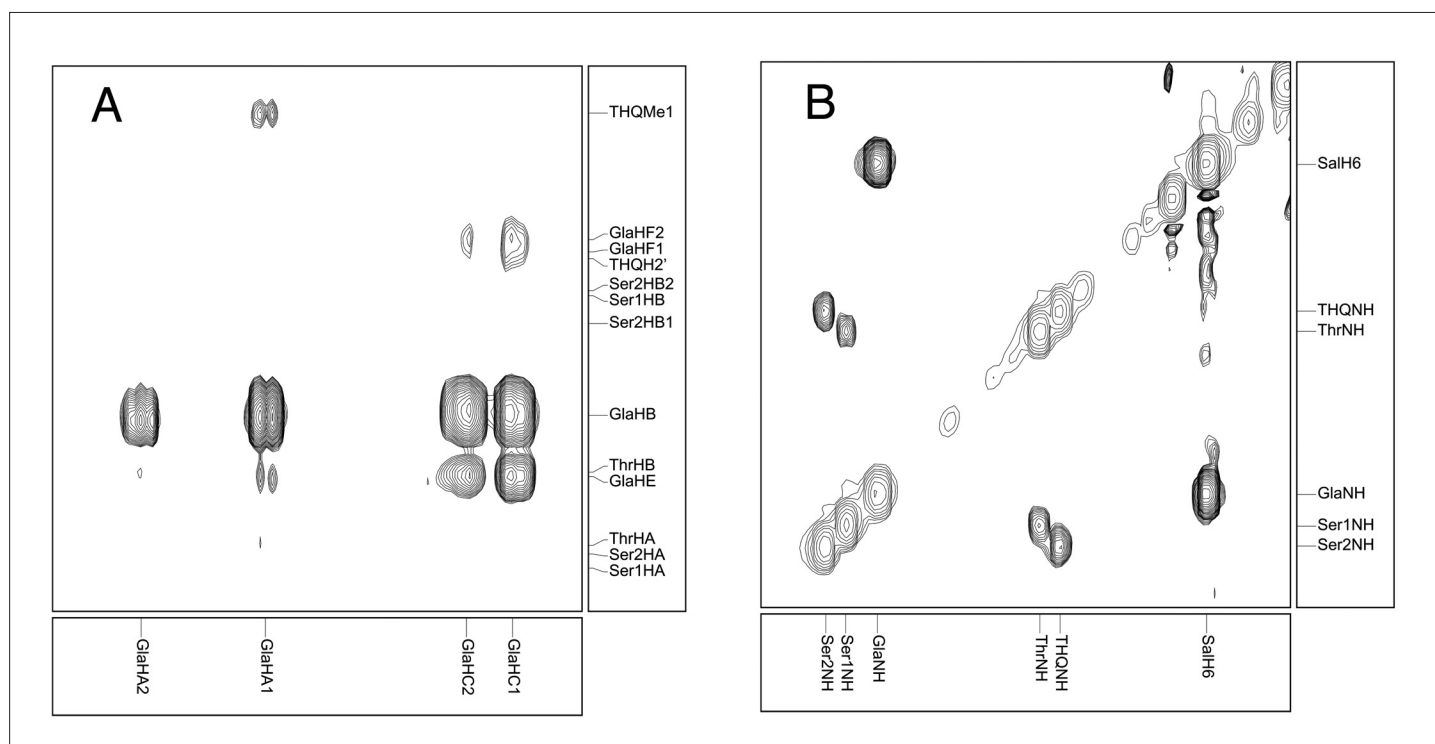 A
THQMe1
GlaHF2
GlaHF1
THQH2'
Ser2HB2
Ser1HB
Ser2HB1
GlaHB
ThrHB
GlaHE
ThrHA
Ser2HA
Ser1HA
GlaHA2
GlaHA1
GlaHC2
GlaHC1
B
SalH6
THQNH
ThrNH
GlaNH
Ser1NH
Ser2NH
Ser2NH
Ser1NH
GlaNH
ThrNH
THQNH
SalH6